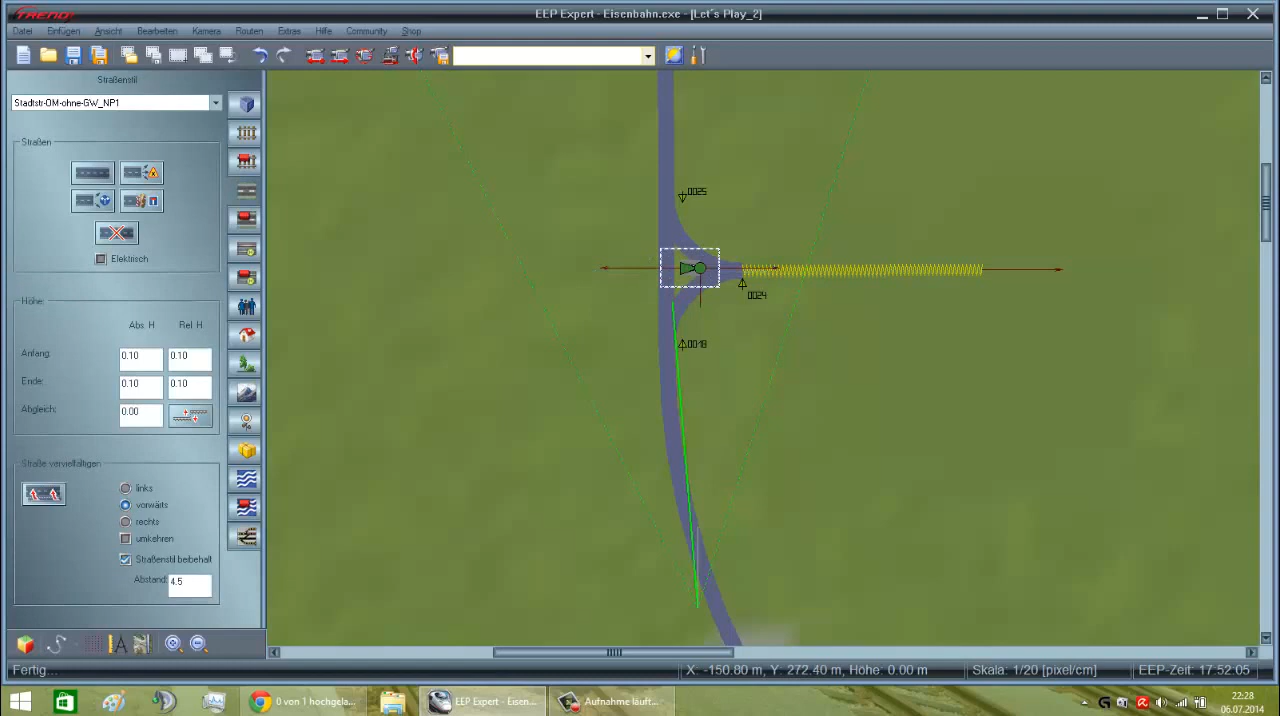 TREND
EEP Expert - Eisenbahn.exe - [Let´s Play_2]
Datei Einfügen Ansicht Bearbeiten Kamera Routen Extras Hilfe Community Shop
Straßenstil
Stadtstr-OM-ohne-GW_NP1
Straßen
Elektrisch
Höhe:
Abs. H Rel. H
Anfang: 0.10 0.10
Ende: 0.10 0.10
Abgleich: 0.00
Straße vervielfältigen
links
vorwärts
rechts
umkehren
Straßenstil beibehalt
Abstand: 4.5
0025
0024
0018
Fertig...
X: -150.80 m, Y: 272.40 m, Höhe: 0.00 m
Skala: 1/20 [pixel/cm]
EEP-Zeit: 17:52:05
0 von 1 hochgela...
EEP Expert - Eisen...
Aufnahme läuft...
22:28
06.07.2014